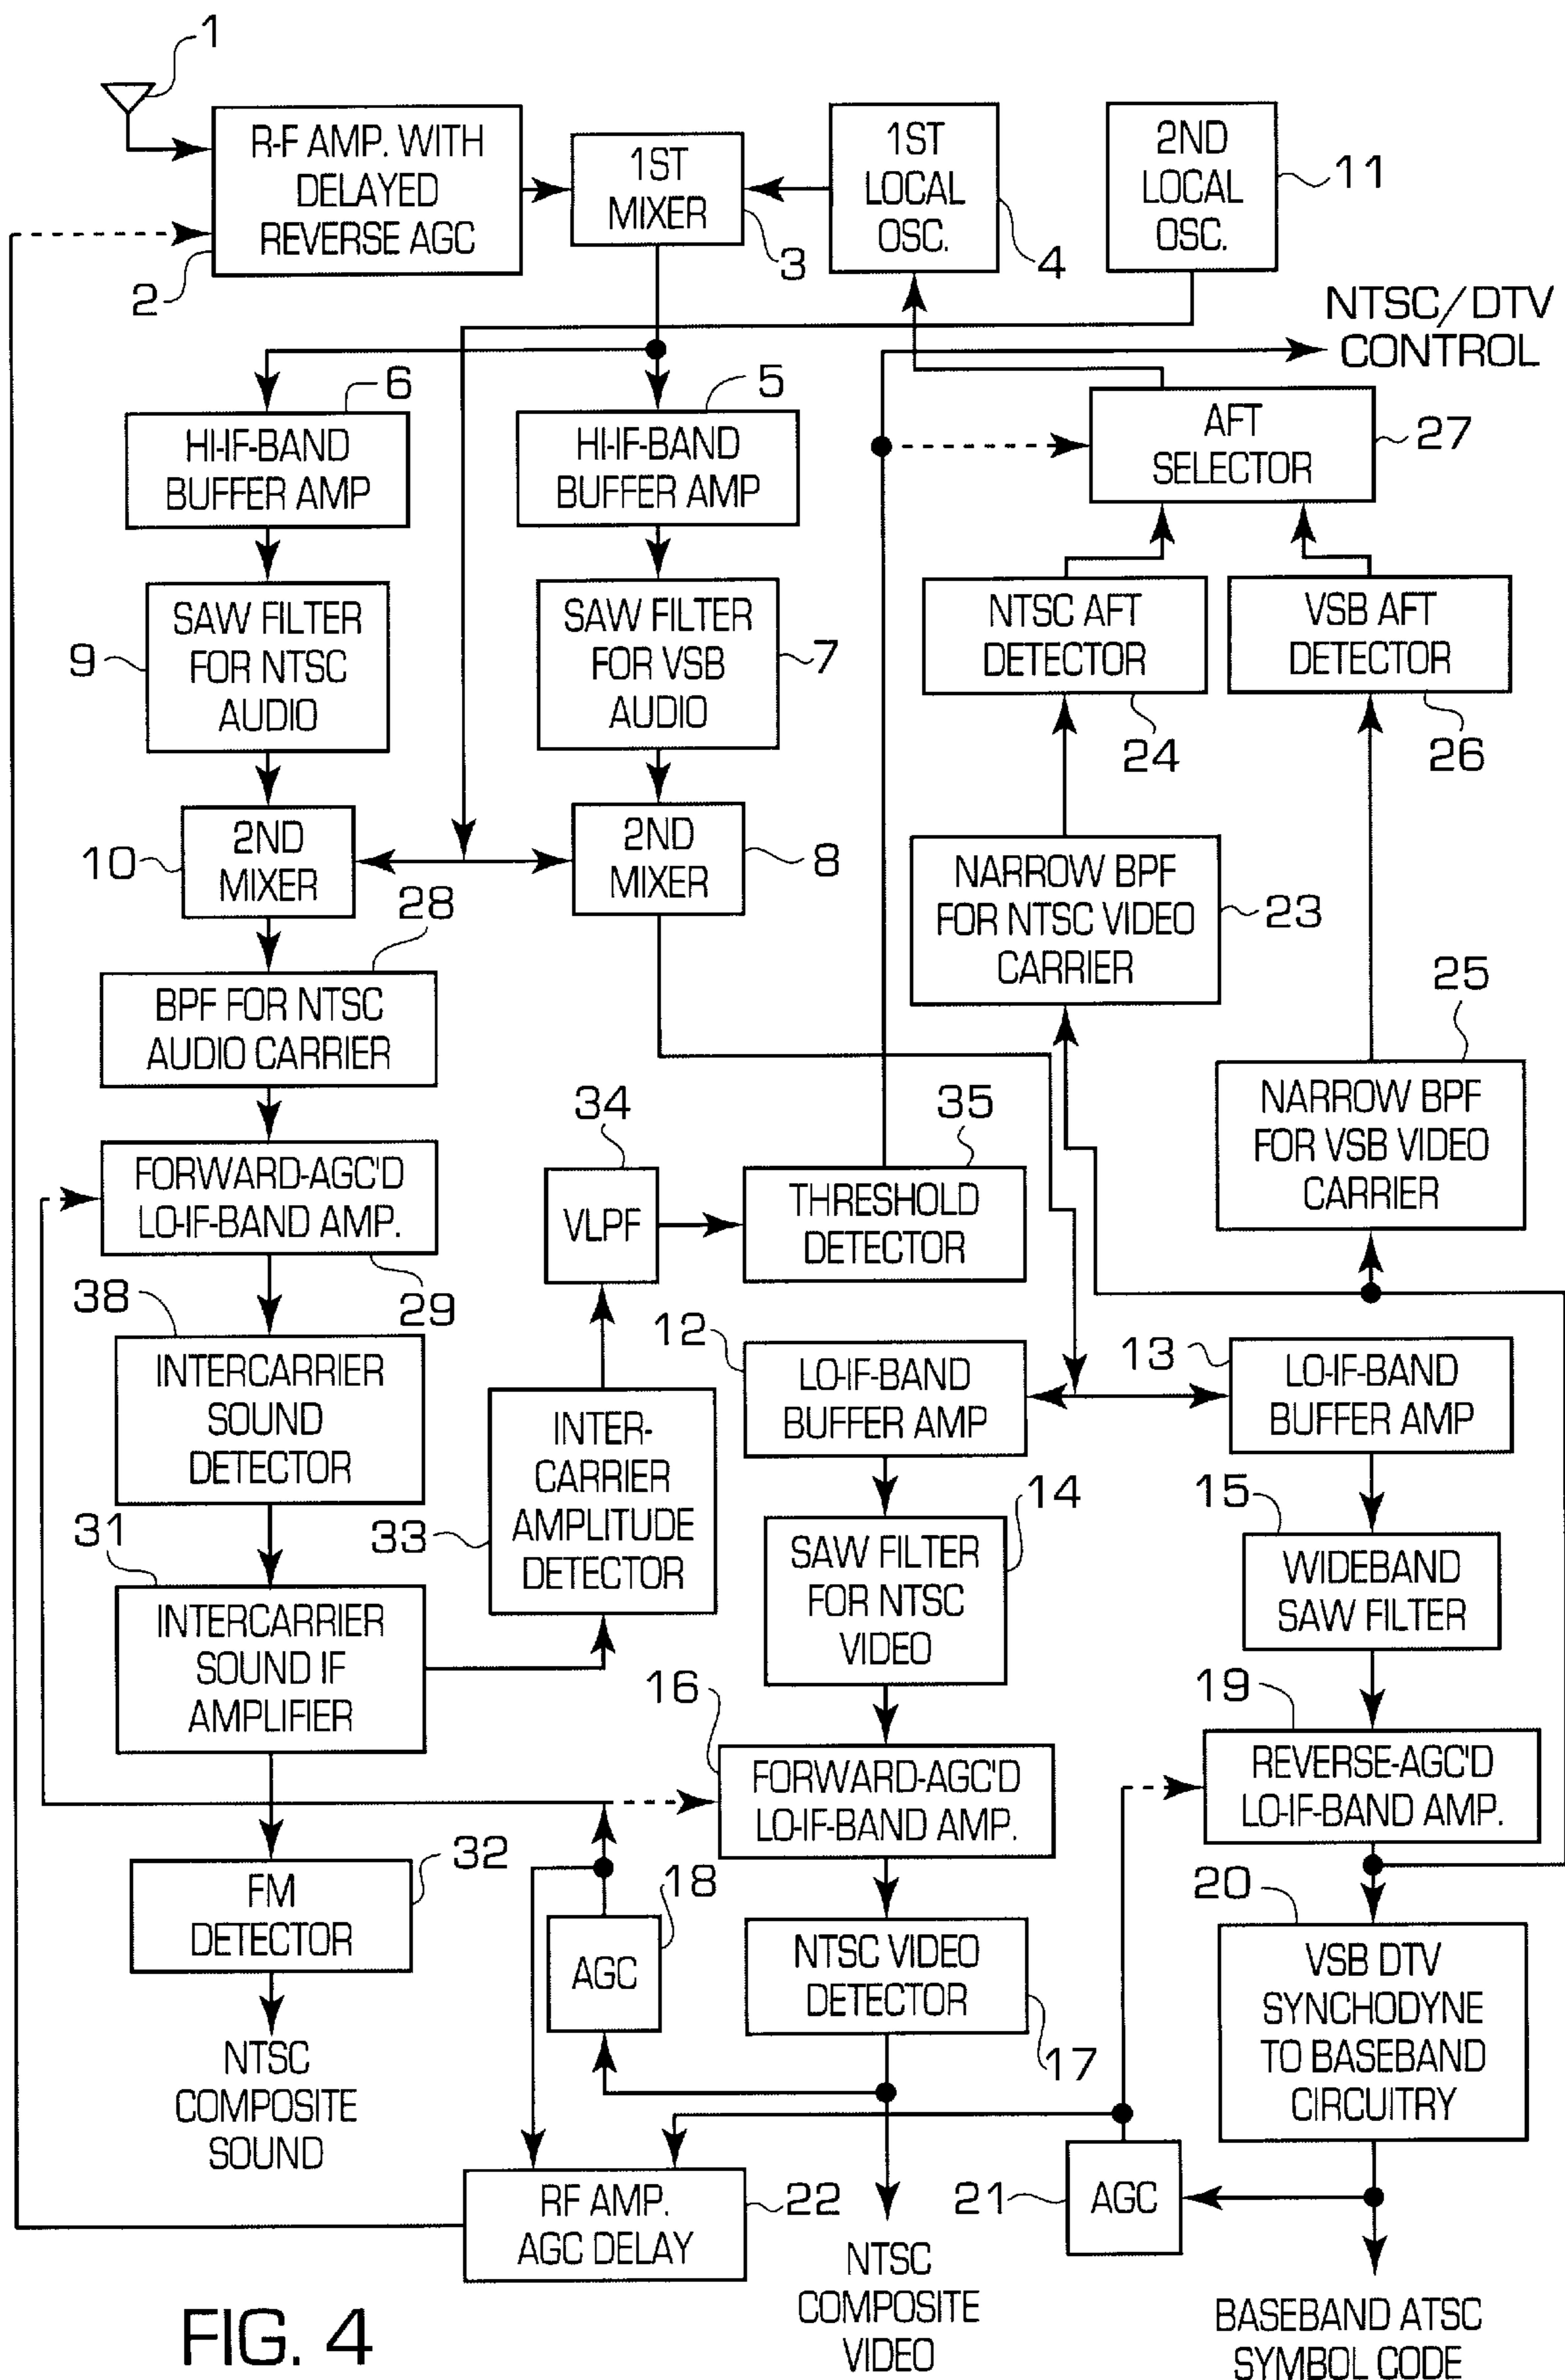 1
R-F AMP. WITH
DELAYED
REVERSE AGC
2
1ST
MIXER
3
1ST
LOCAL
OSC.
4
2ND
LOCAL
OSC.
11
NTSC/DTV
CONTROL
6
HI-IF-BAND
BUFFER AMP
5
HI-IF-BAND
BUFFER AMP
AFT
SELECTOR
27
9
SAW FILTER
FOR NTSC
AUDIO
SAW FILTER
FOR VSB
AUDIO
7
NTSC AFT
DETECTOR
24
VSB AFT
DETECTOR
26
10
2ND
MIXER
2ND
MIXER
8
NARROW BPF
FOR NTSC VIDEO
CARRIER
23
28
BPF FOR NTSC
AUDIO CARRIER
25
NARROW BPF
FOR VSB VIDEO
CARRIER
FORWARD-AGC'D
LO-IF-BAND AMP.
29
34
VLPF
35
THRESHOLD
DETECTOR
38
INTERCARRIER
SOUND
DETECTOR
33
INTER-
CARRIER
AMPLITUDE
DETECTOR
12
LO-IF-BAND
BUFFER AMP
13
LO-IF-BAND
BUFFER AMP
31
INTERCARRIER
SOUND IF
AMPLIFIER
14
SAW FILTER
FOR NTSC
VIDEO
15
WIDEBAND
SAW FILTER
16
FORWARD-AGC'D
LO-IF-BAND AMP.
19
REVERSE-AGC'D
LO-IF-BAND AMP.
32
FM
DETECTOR
18
AGC
NTSC VIDEO
DETECTOR
17
20
VSB DTV
SYNCHODYNE
TO BASEBAND
CIRCUITRY
NTSC
COMPOSITE
SOUND
RF AMP.
AGC DELAY
22
21
AGC
NTSC
COMPOSITE
VIDEO
BASEBAND ATSC
SYMBOL CODE
FIG. 4